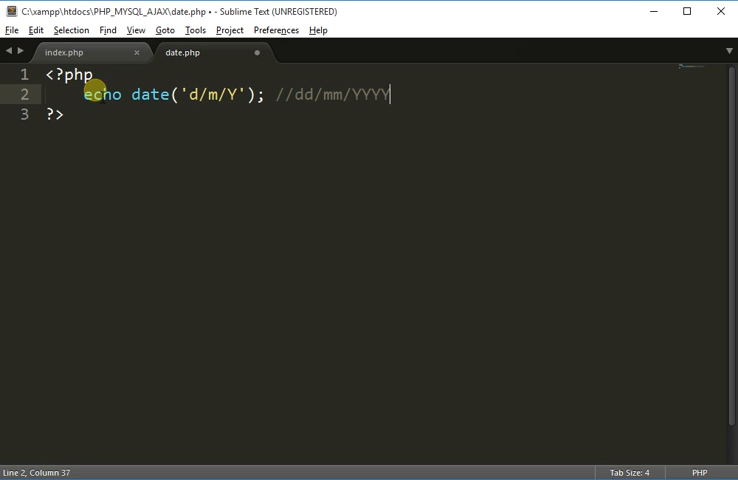 C:\xampp\htdocs\PHP_MYSQL_AJAX\date.php • - Sublime Text (UNREGISTERED)
File Edit Selection Find View Goto Tools Project Preferences Help
index.php × date.php
1 <?php
2 echo date('d/m/Y'); //dd/mm/YYYY
3 ?>
Line 2, Column 37 Tab Size: 4 PHP